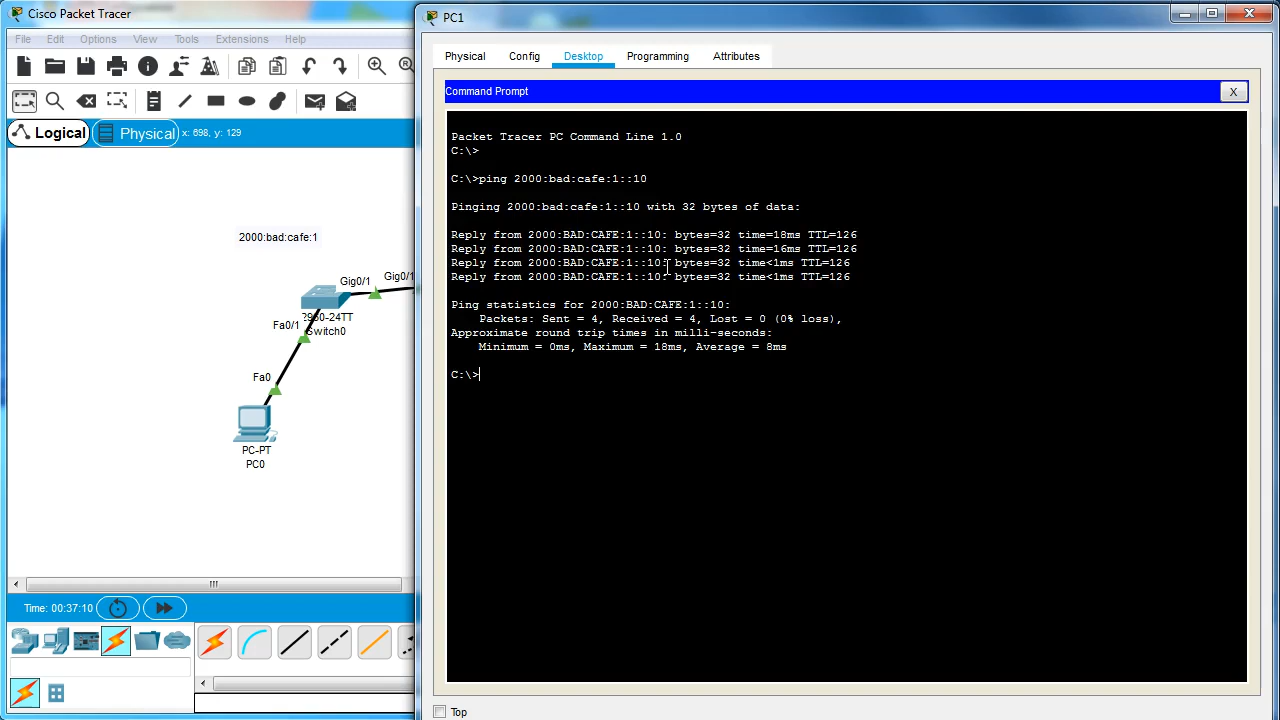 Cisco Packet Tracer
File Edit Options View Tools Extensions Help
Logical Physical x: 698, y: 129
2000:bad:cafe:1
Gig0/1 Gig0/1
2960-24TT
Switch0
Fa0/1
Fa0
PC-PT
PC0
Time: 00:37:10
PC1
Physical Config Desktop Programming Attributes
Command Prompt X
Packet Tracer PC Command Line 1.0
C:\>
C:\>ping 2000:bad:cafe:1::10
Pinging 2000:bad:cafe:1::10 with 32 bytes of data:
Reply from 2000:BAD:CAFE:1::10: bytes=32 time=18ms TTL=126
Reply from 2000:BAD:CAFE:1::10: bytes=32 time=16ms TTL=126
Reply from 2000:BAD:CAFE:1::10: bytes=32 time<1ms TTL=126
Reply from 2000:BAD:CAFE:1::10: bytes=32 time<1ms TTL=126
Ping statistics for 2000:BAD:CAFE:1::10:
Packets: Sent = 4, Received = 4, Lost = 0 (0% loss),
Approximate round trip times in milli-seconds:
Minimum = 0ms, Maximum = 18ms, Average = 8ms
C:\>
Top